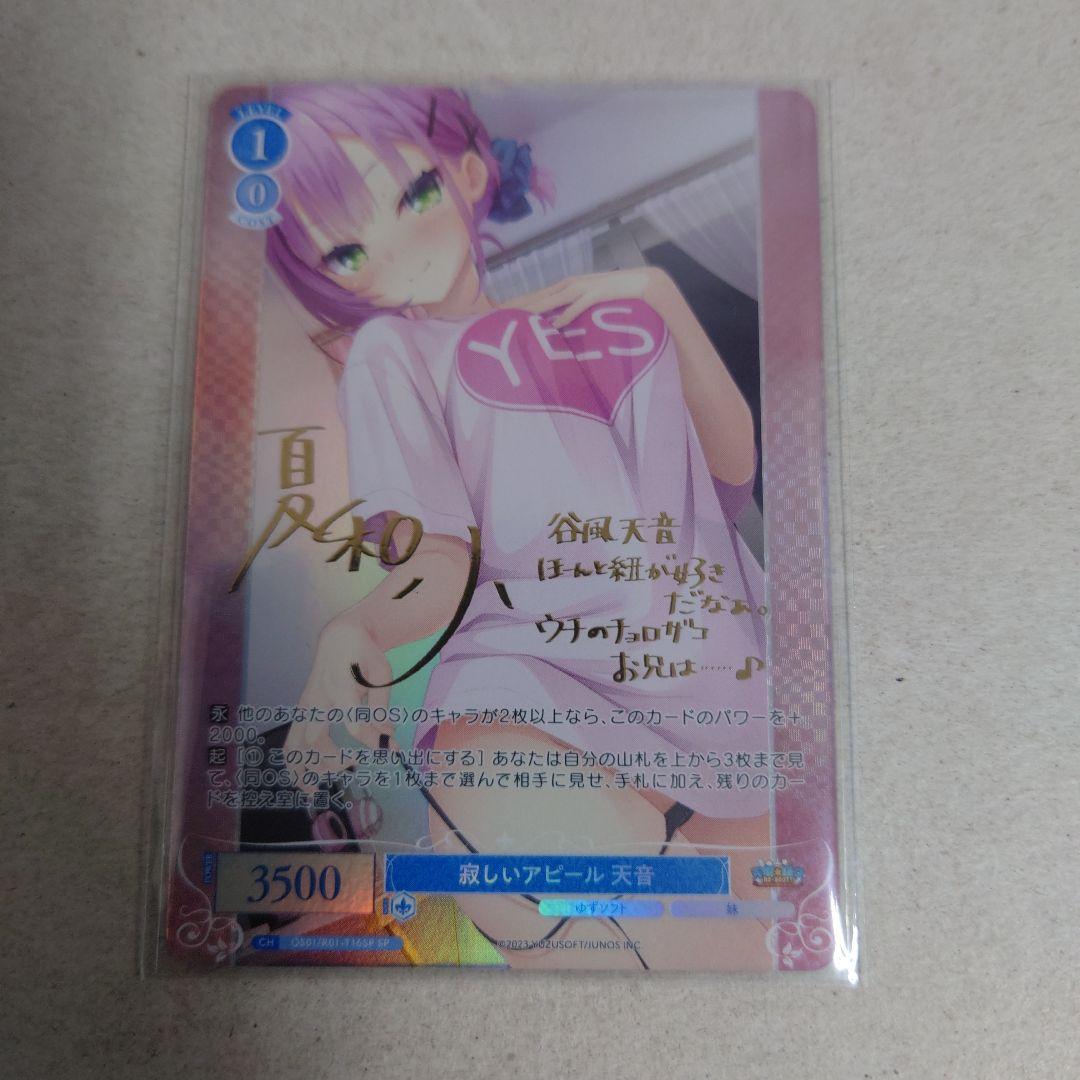 LEVEL
1
0
COST
YES
夏和小
谷風天音
ほーんと紐が好き
だなぁ。
ウチのチョロザコ
お兄は……♪
永 他のあなたの〈同OS〉のキャラが2枚以上なら、このカードのパワーを+
2000。
起 [① このカードを思い出にする] あなたは自分の山札を上から3枚まで見
て、〈同OS〉のキャラを1枚まで選んで相手に見せ、手札に加え、残りのカー
ドを控え室に置く。
POWER
3500
寂しいアピール 天音
ゆずソフト
妹
CH
OS01/R01-T16SP SP
©2023 YUZUSOFT/JUNOS INC.